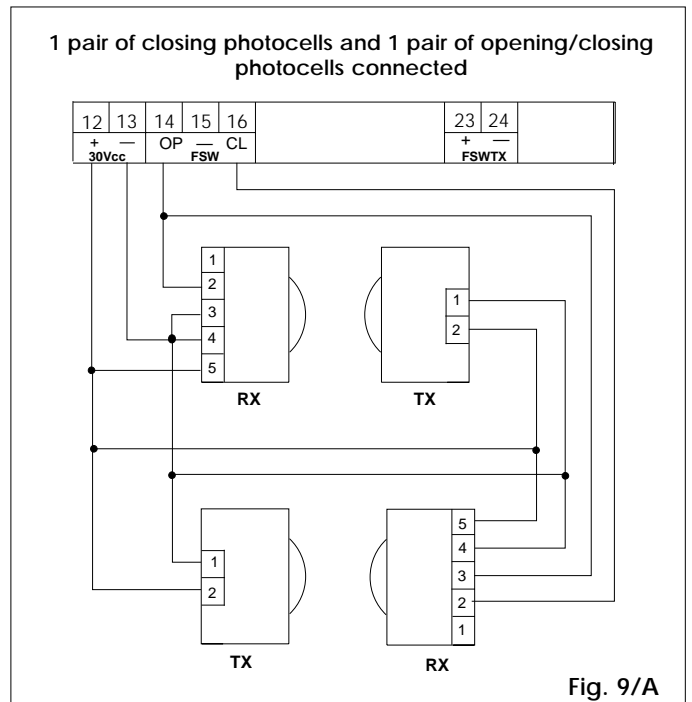 1 pair of closing photocells and 1 pair of opening/closing
photocells connected
12 13 14 15 16 23 24
+ — OP — CL + —
30Vcc FSW FSWTX
1
2
3
4
5
RX
1
2
TX
1
2
TX
5
4
3
2
1
RX
Fig. 9/A